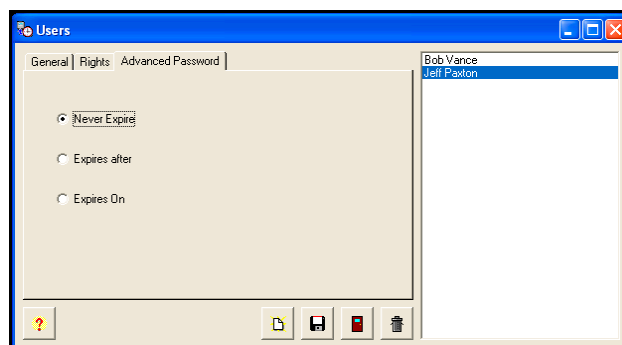 Users
General Rights Advanced Password
Never Expire
Expires after
Expires On
?
Bob Vance
Jeff Paxton